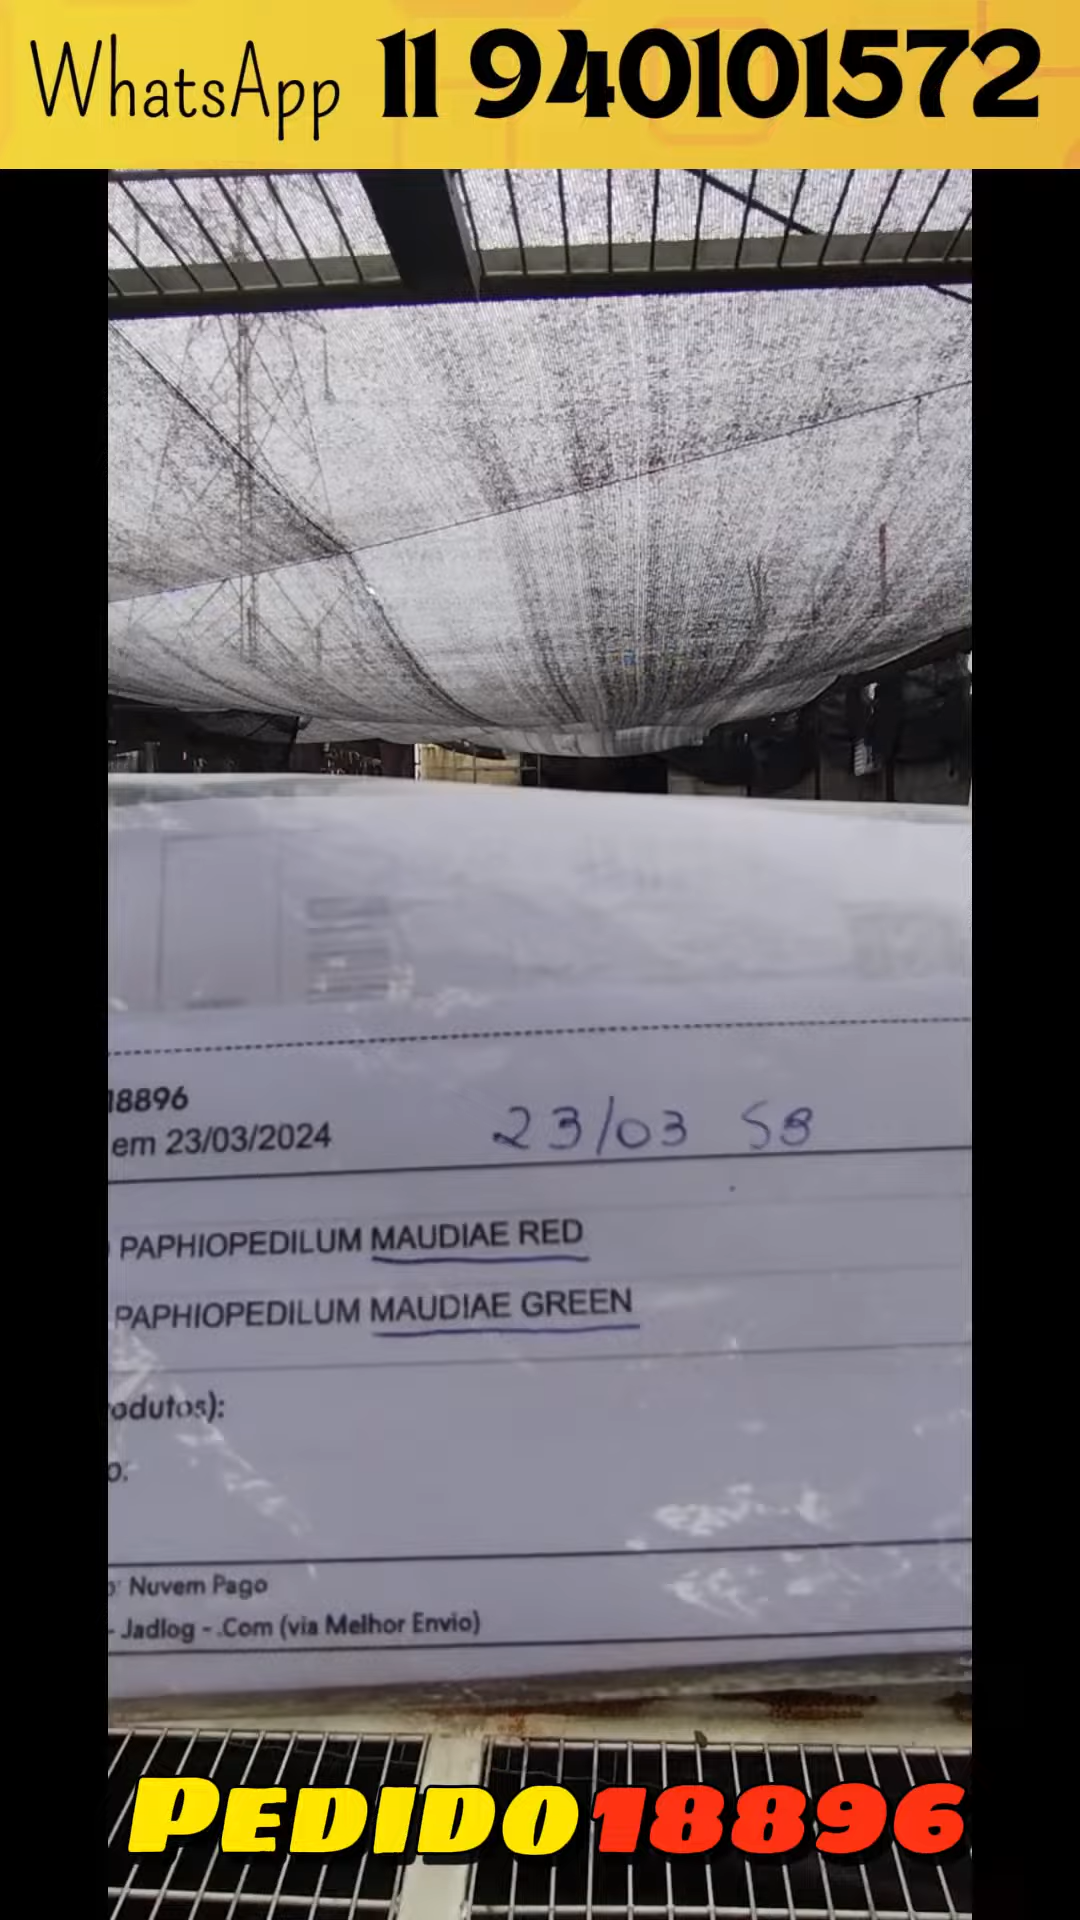 WhatsApp 11 940101572
18896
em 23/03/2024 23/03 SB
PAPHIOPEDILUM MAUDIAE RED
PAPHIOPEDILUM MAUDIAE GREEN
odutos):
o:
o: Nuvem Pago
- Jadlog - .Com (via Melhor Envio)
PEDIDO 18896